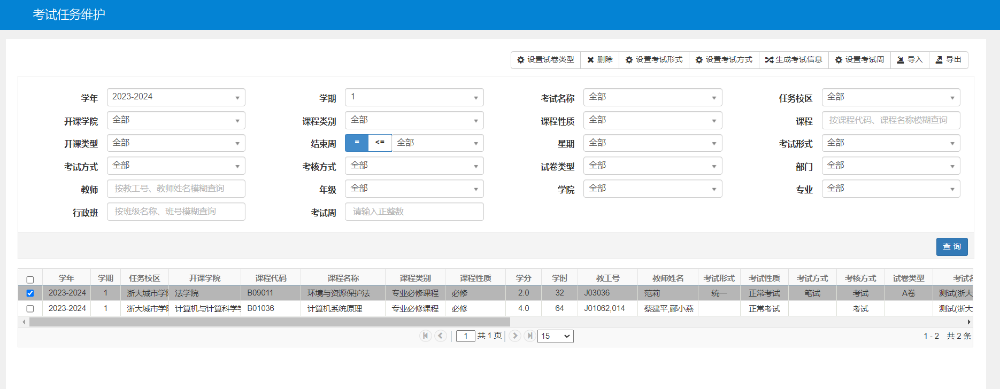 考试任务维护
设置试卷类型 删除 设置考试形式 设置考试方式 生成考试信息 设置考试周 导入 导出
学年 2023-2024 学期 1 考试名称 全部 任务校区 全部
开课学院 全部 课程类别 全部 课程性质 全部 课程 按课程代码、课程名称模糊查询
开课类型 全部 结束周 = <= 全部 星期 全部 考试形式 全部
考试方式 全部 考核方式 全部 试卷类型 全部 部门 全部
教师 按教工号、教师姓名模糊查询 年级 全部 学院 全部 专业 全部
行政班 按班级名称、班号模糊查询 考试周 请输入正整数
查 询
学年 学期 任务校区 开课学院 课程代码 课程名称 课程类别 课程性质 学分 学时 教工号 教师姓名 考试形式 考试性质 考试方式 考核方式 试卷类型 考试
2023-2024 1 浙大城市学 法学院 B09011 环境与资源保护法 专业必修课程 必修 2.0 32 J03036 范莉 统一 正常考试 笔试 考试 A卷 测试(浙大
2023-2024 1 浙大城市学 计算机与计算科学 B01036 计算机系统原理 专业必修课程 必修 4.0 64 J01062,014 蔡建平,郦小燕 正常考试 考试 测试(浙大
1 共 1 页 15 1 - 2 共 2 条